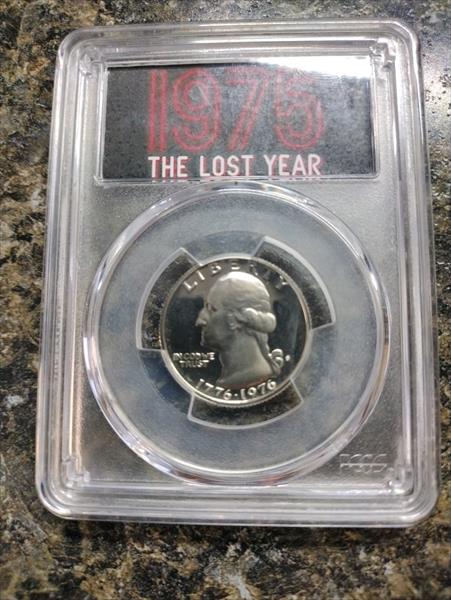 1975
THE LOST YEAR
LIBERTY
IN GOD WE
TRUST
S
1776·1976
PCGS